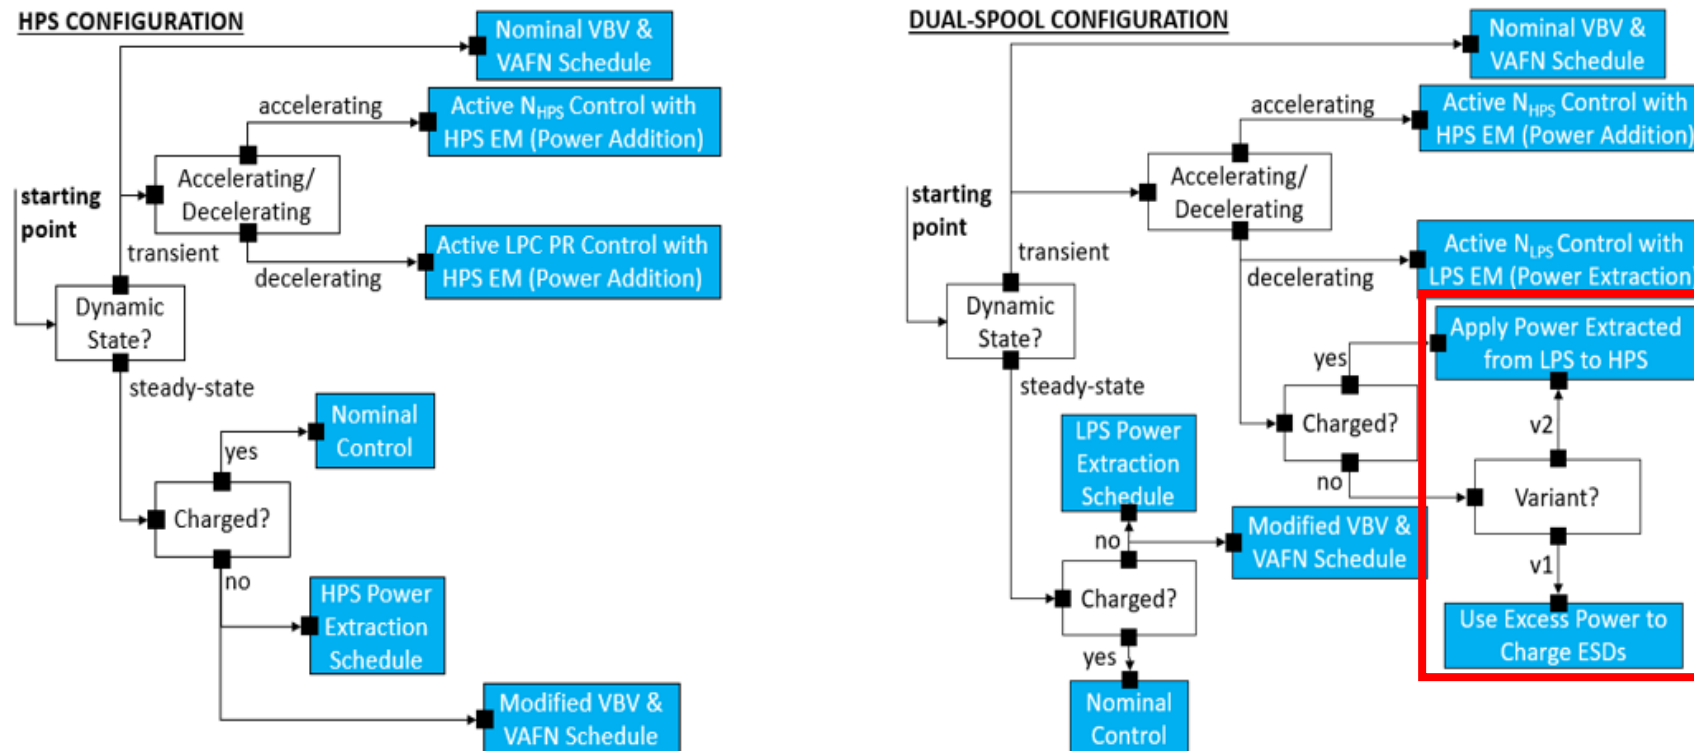 HPS CONFIGURATION
Nominal VBV &
VAFN Schedule
accelerating
Active NHPS Control with
HPS EM (Power Addition)
Accelerating/
Decelerating
starting
point
transient
Active LPC PR Control with
HPS EM (Power Addition)
decelerating
Dynamic
State?
steady-state
Nominal
Control
yes
Charged?
no
HPS Power
Extraction
Schedule
Modified VBV &
VAFN Schedule
DUAL-SPOOL CONFIGURATION
Nominal VBV &
VAFN Schedule
accelerating
Active NHPS Control with
HPS EM (Power Addition)
Accelerating/
Decelerating
starting
point
transient
Active NLPS Control with
LPS EM (Power Extraction)
decelerating
Dynamic
State?
Apply Power Extracted
from LPS to HPS
yes
steady-state
Charged?
v2
LPS Power
Extraction
Schedule
no
Variant?
Modified VBV &
VAFN Schedule
no
v1
Charged?
Use Excess Power to
Charge ESDs
yes
Nominal
Control